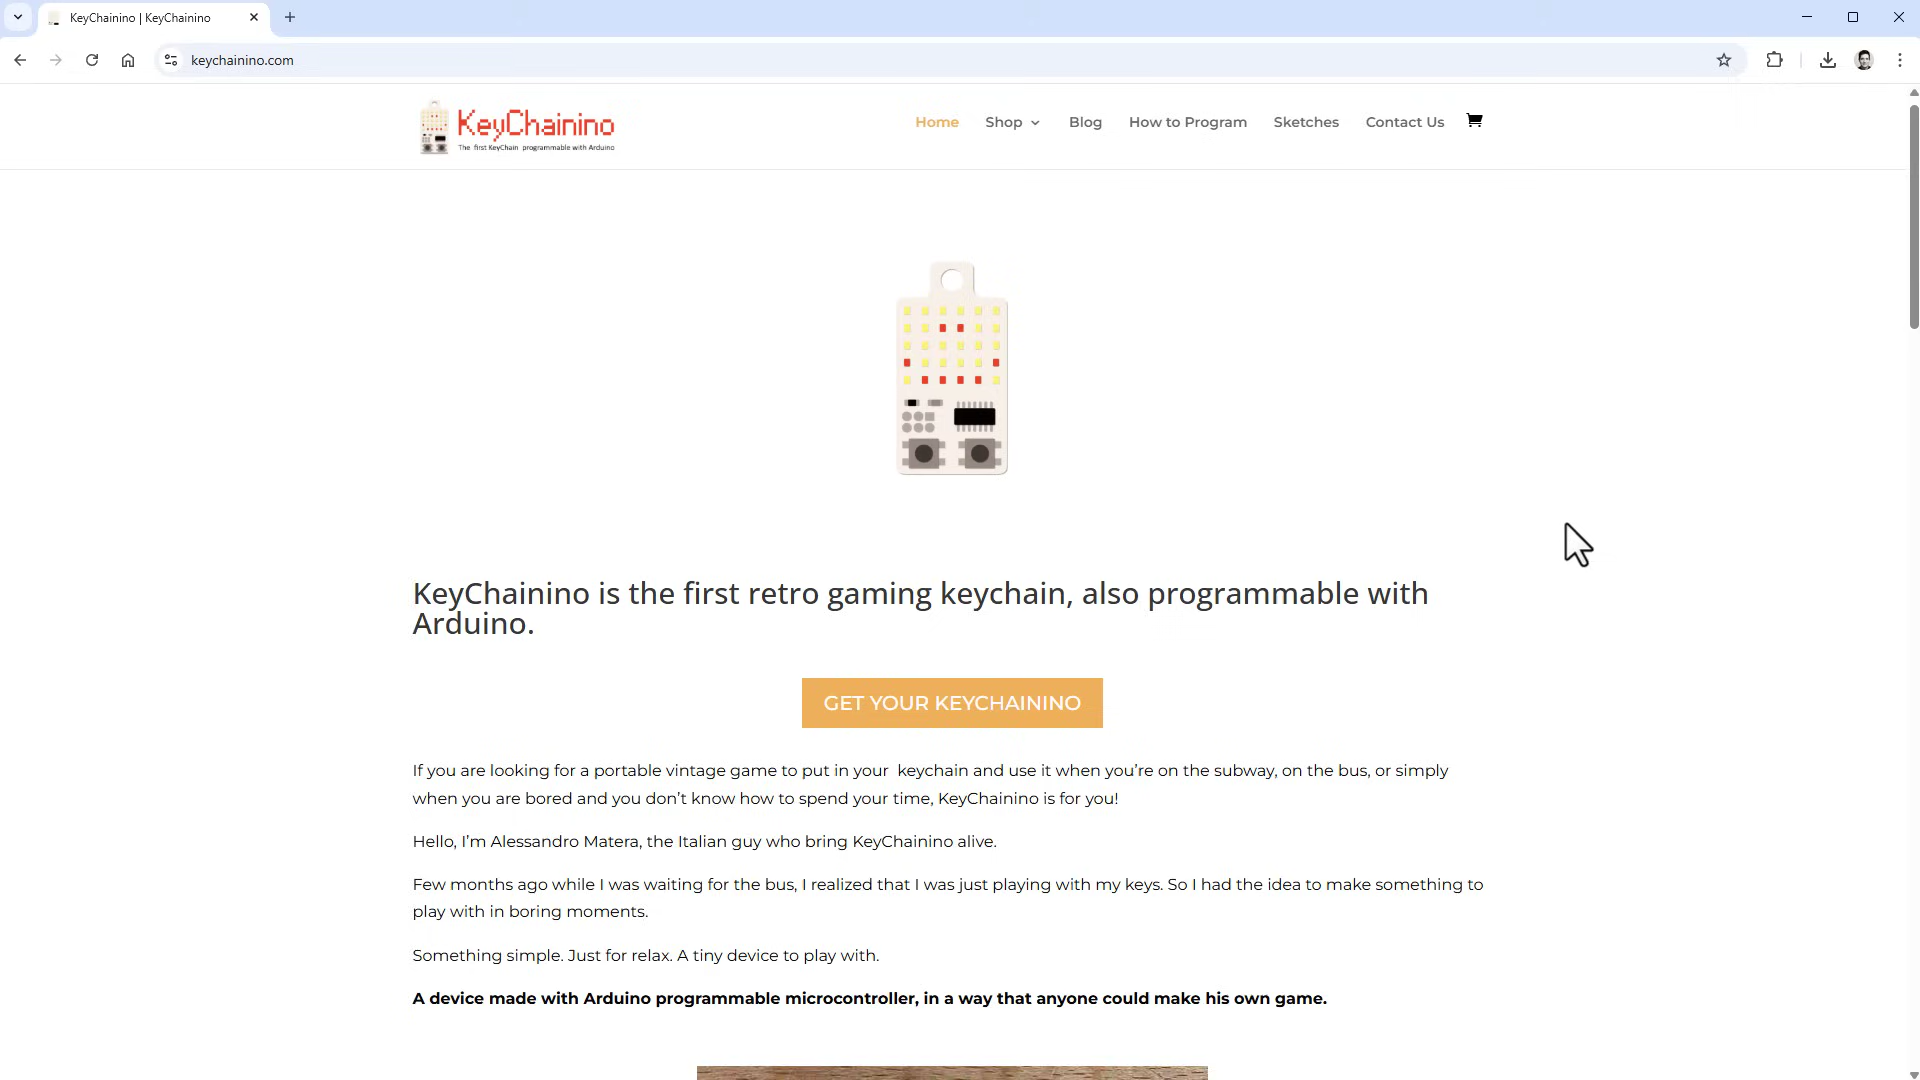 KeyChainino | KeyChainino
keychainino.com
KeyChainino
The first KeyChain programmable with Arduino
Home
Shop
Blog
How to Program
Sketches
Contact Us
KeyChainino is the first retro gaming keychain, also programmable with
Arduino.
GET YOUR KEYCHAININO
If you are looking for a portable vintage game to put in your keychain and use it when you’re on the subway, on the bus, or simply
when you are bored and you don’t know how to spend your time, KeyChainino is for you!
Hello, I’m Alessandro Matera, the Italian guy who bring KeyChainino alive.
Few months ago while I was waiting for the bus, I realized that I was just playing with my keys. So I had the idea to make something to
play with in boring moments.
Something simple. Just for relax. A tiny device to play with.
A device made with Arduino programmable microcontroller, in a way that anyone could make his own game.